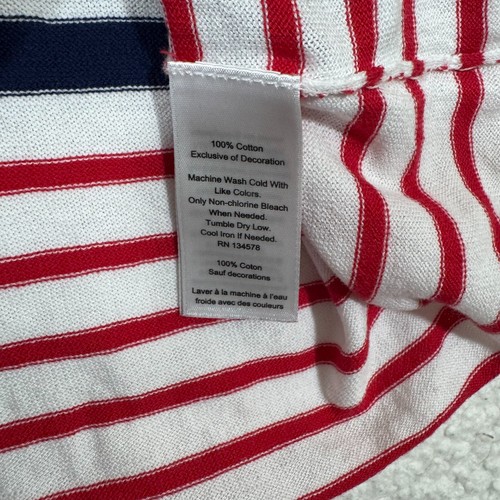 100% Cotton
Exclusive of Decoration
Machine Wash Cold With
Like Colors.
Only Non-chlorine Bleach
When Needed.
Tumble Dry Low.
Cool Iron If Needed.
RN 134578
100% Coton
Sauf decorations
Laver à la machine à l'eau
froide avec des couleurs